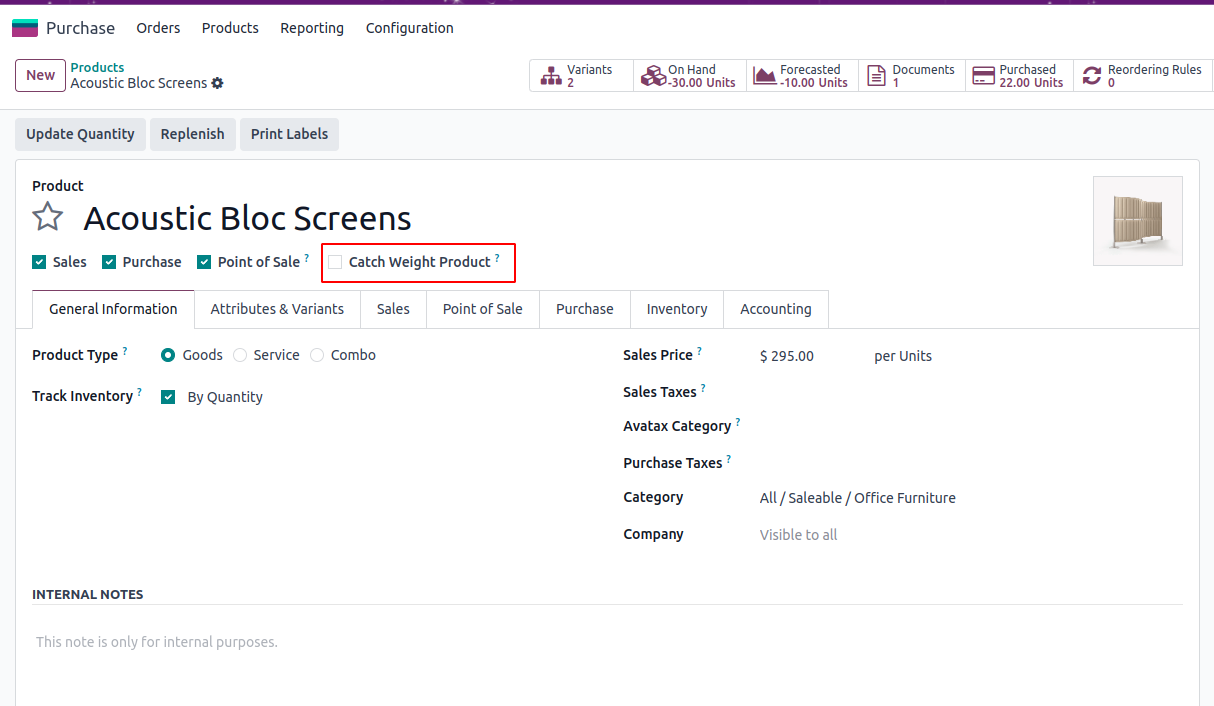 Purchase Orders Products Reporting Configuration
New
Products
Acoustic Bloc Screens
Variants
2
On Hand
-30.00 Units
Forecasted
-10.00 Units
Documents
1
Purchased
22.00 Units
Reordering Rules
0
Update Quantity Replenish Print Labels
Product
Acoustic Bloc Screens
Sales Purchase Point of Sale ? Catch Weight Product ?
General Information Attributes & Variants Sales Point of Sale Purchase Inventory Accounting
Product Type ? Goods Service Combo
Track Inventory ? By Quantity
Sales Price ? $ 295.00 per Units
Sales Taxes ?
Avatax Category ?
Purchase Taxes ?
Category All / Saleable / Office Furniture
Company Visible to all
INTERNAL NOTES
This note is only for internal purposes.